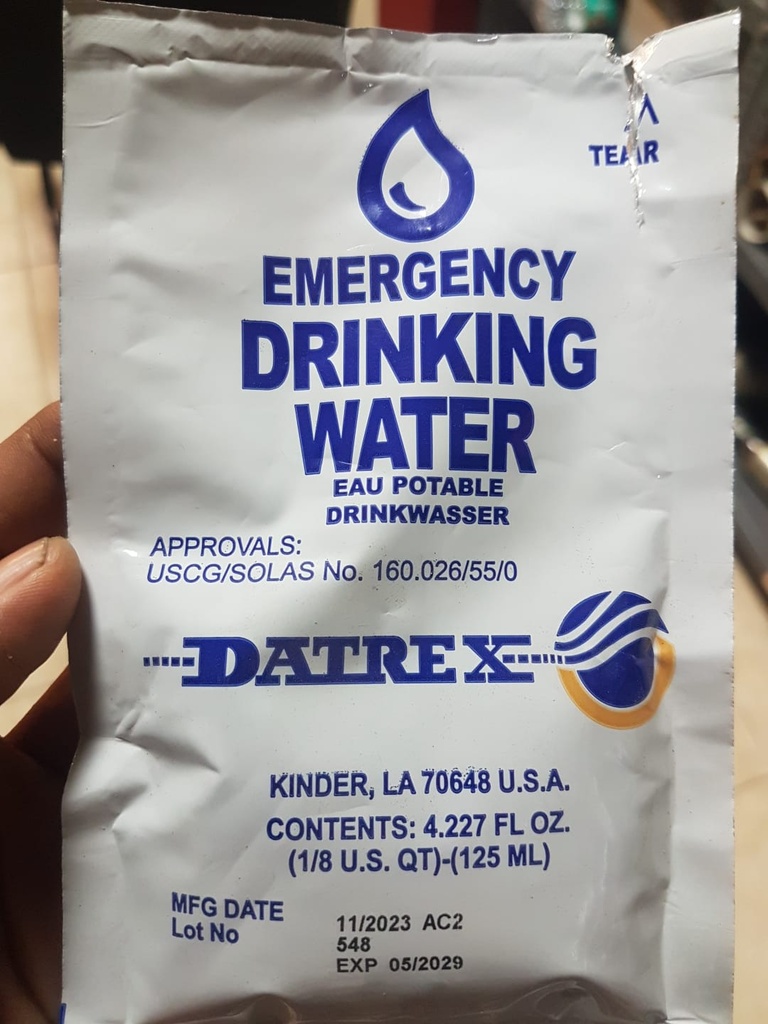 TEAR
EMERGENCY
DRINKING
WATER
EAU POTABLE
DRINKWASSER
APPROVALS:
USCG/SOLAS No. 160.026/55/0
DATREX
KINDER, LA 70648 U.S.A.
CONTENTS: 4.227 FL OZ.
(1/8 U.S. QT)-(125 ML)
MFG DATE 11/2023 AC2
Lot No 548
EXP 05/2029